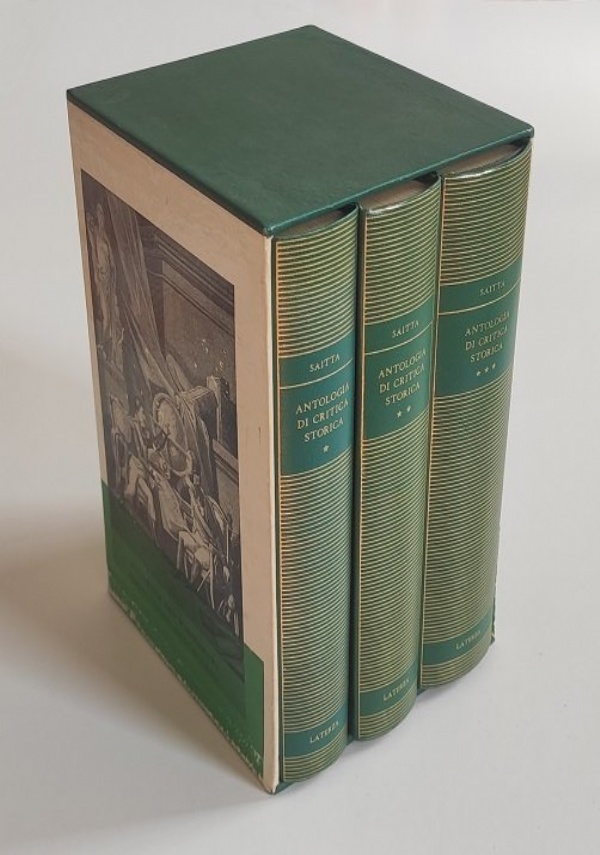 SAITTA
ANTOLOGIA
DI CRITICA
STORICA
*
LATERZA
SAITTA
ANTOLOGIA
DI CRITICA
STORICA
* *
LATERZA
SAITTA
ANTOLOGIA
DI CRITICA
STORICA
* * *
LATERZA